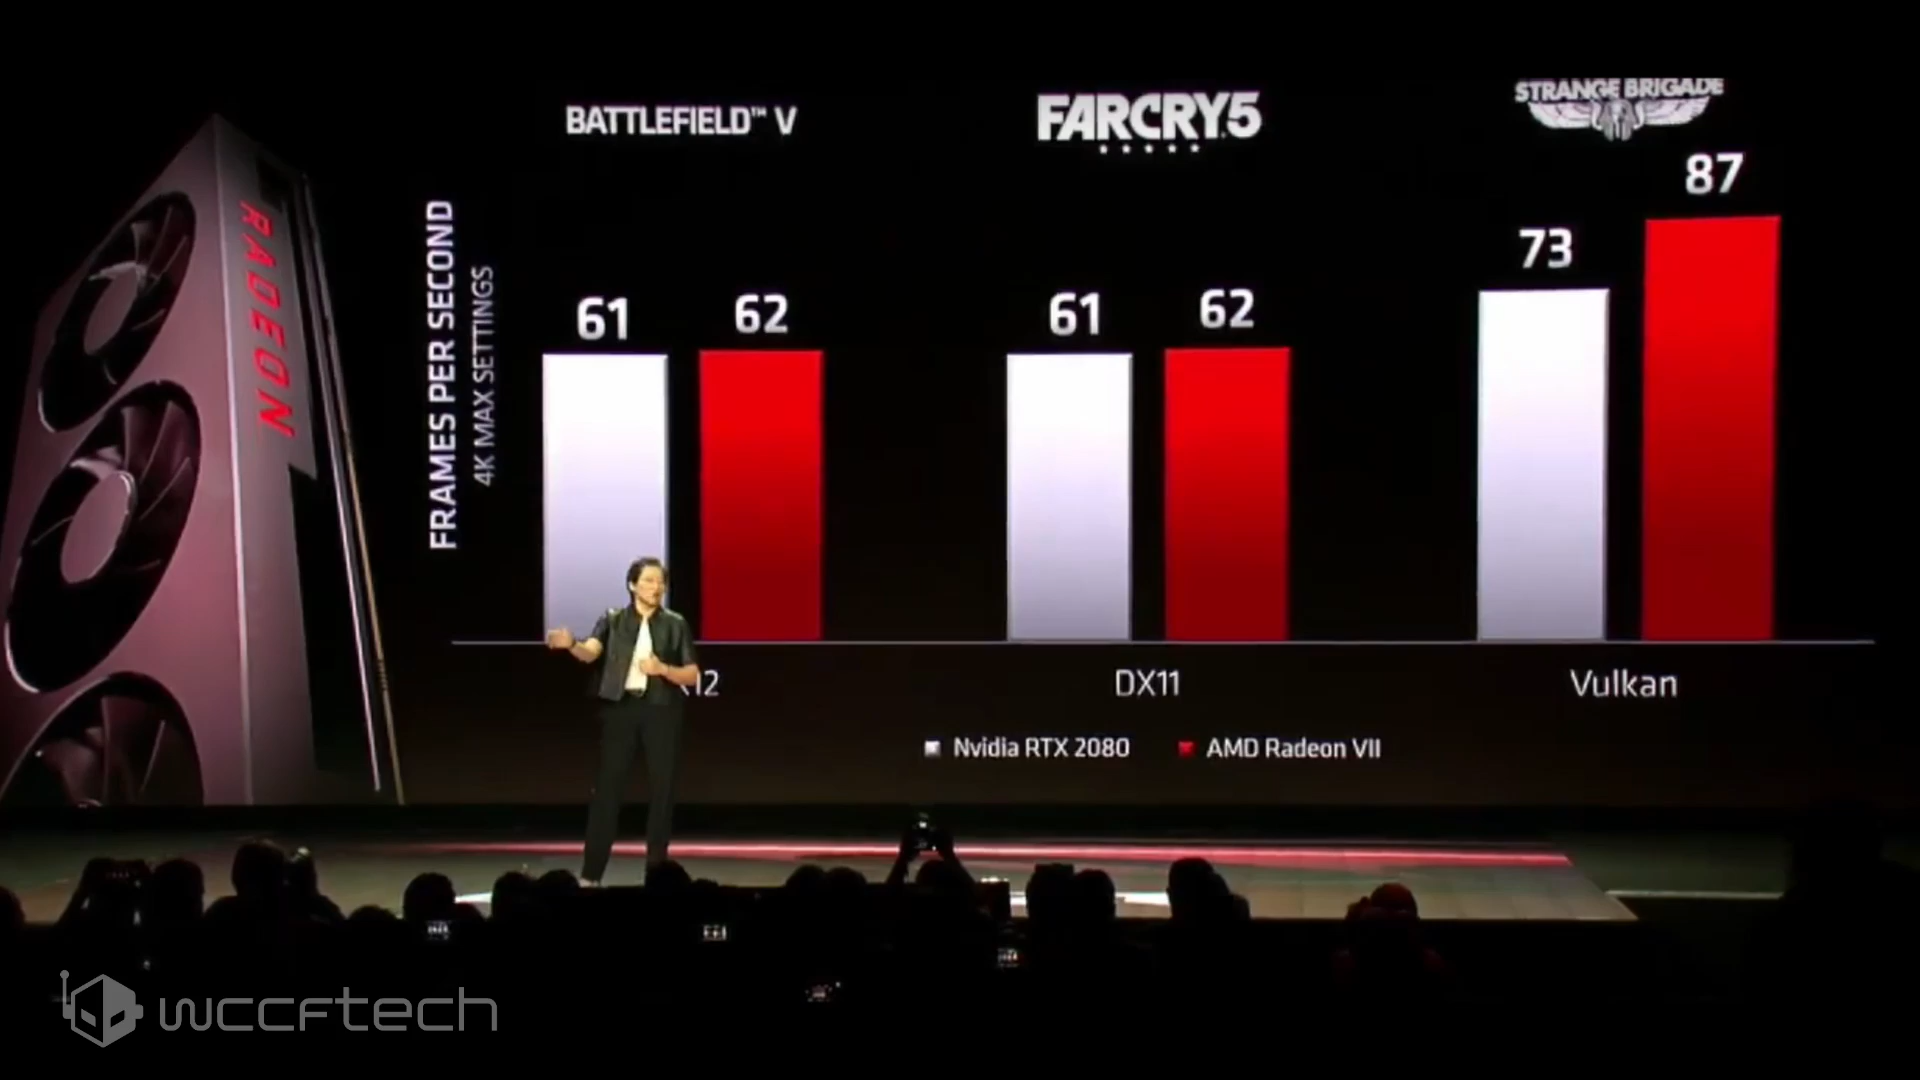 BATTLEFIELD™ V
FARCRY5
STRANGE BRIGADE
RADEON
FRAMES PER SECOND
4K MAX SETTINGS
61
62
61
62
73
87
12
DX11
Vulkan
Nvidia RTX 2080
AMD Radeon VII
wccftech